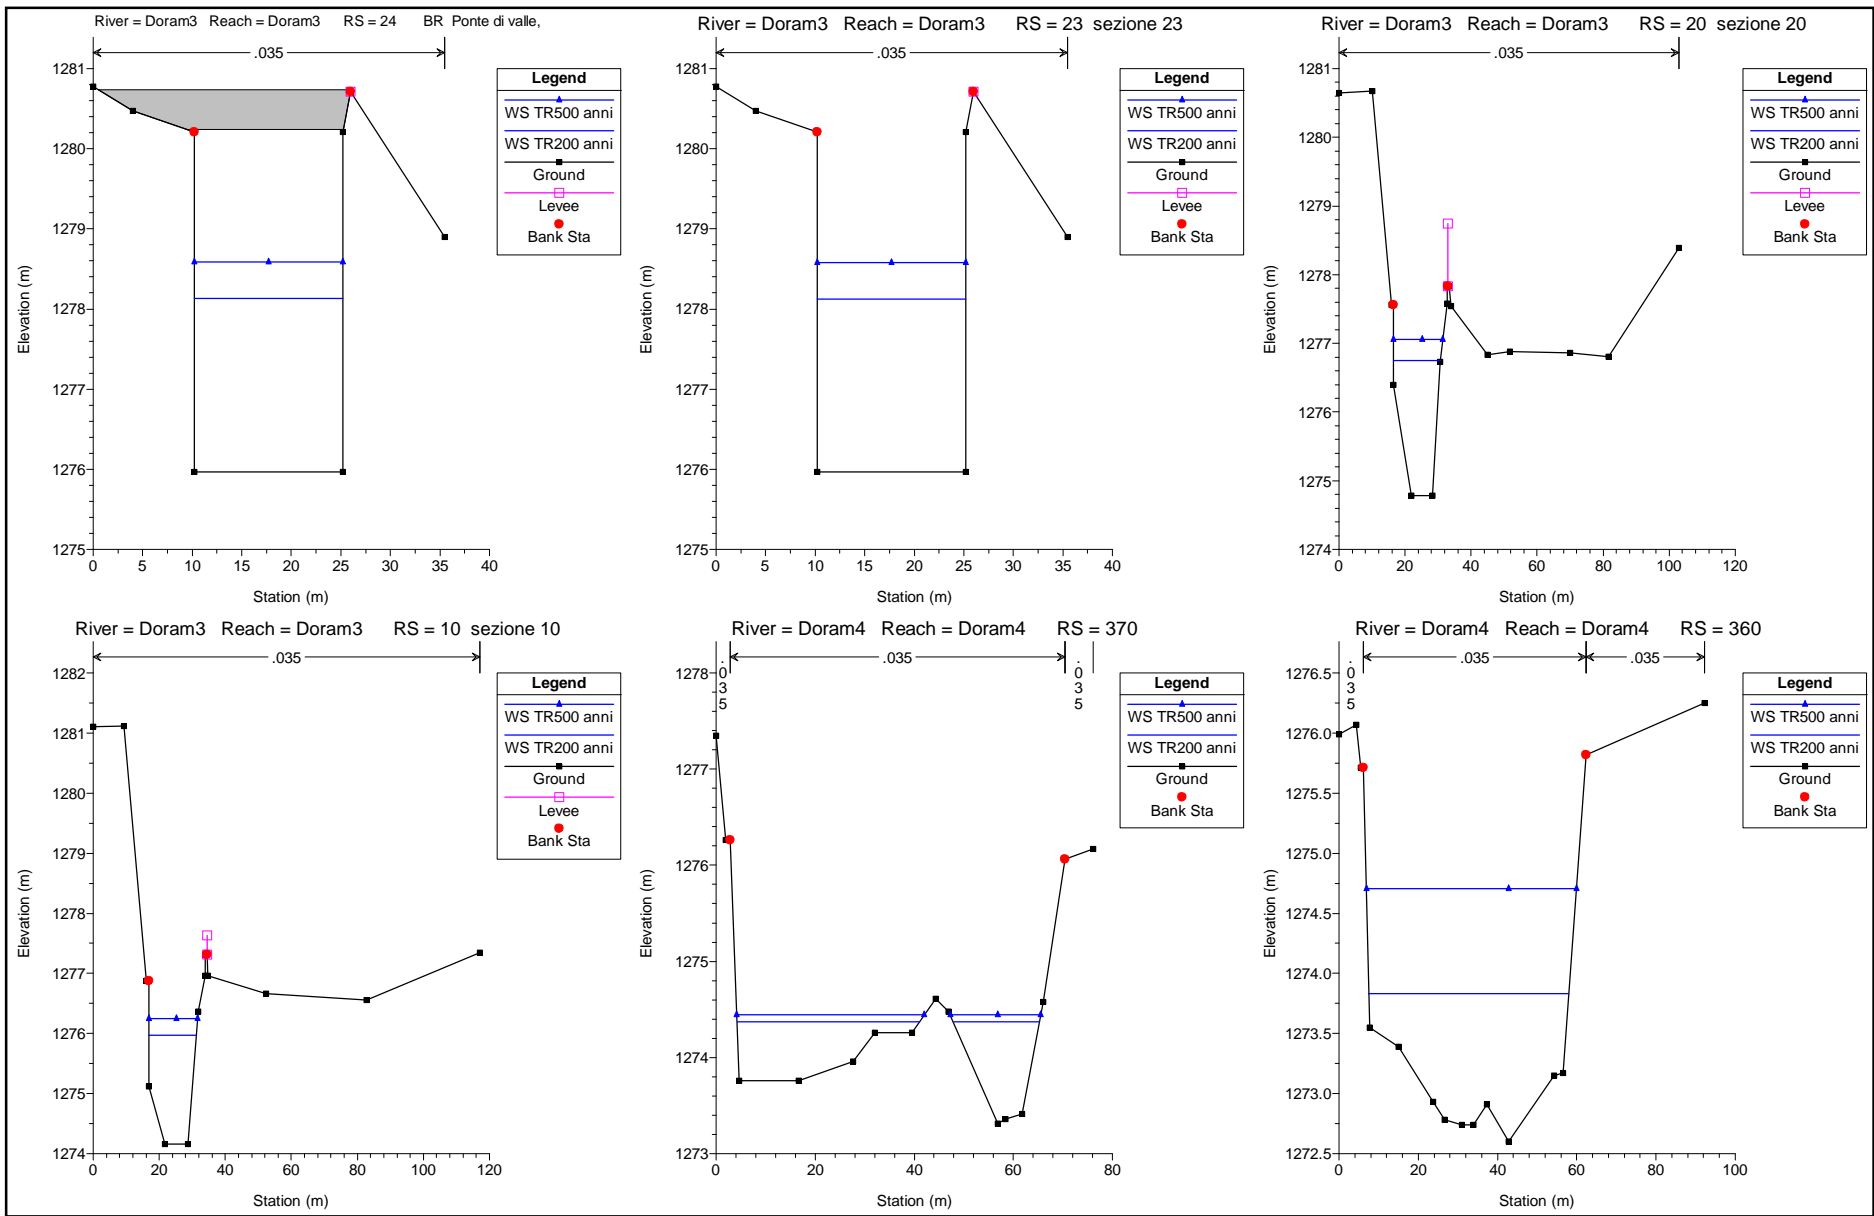 River = Doram3 Reach = Doram3 RS = 24 BR Ponte di valle,
.035
Elevation (m)
1281
1280
1279
1278
1277
1276
1275
0 5 10 15 20 25 30 35 40
Station (m)
Legend
WS TR500 anni
WS TR200 anni
Ground
Levee
Bank Sta
River = Doram3 Reach = Doram3 RS = 23 sezione 23
.035
Elevation (m)
1281
1280
1279
1278
1277
1276
1275
0 5 10 15 20 25 30 35 40
Station (m)
Legend
WS TR500 anni
WS TR200 anni
Ground
Levee
Bank Sta
River = Doram3 Reach = Doram3 RS = 20 sezione 20
.035
Elevation (m)
1281
1280
1279
1278
1277
1276
1275
1274
0 20 40 60 80 100 120
Station (m)
Legend
WS TR500 anni
WS TR200 anni
Ground
Levee
Bank Sta
River = Doram3 Reach = Doram3 RS = 10 sezione 10
.035
Elevation (m)
1282
1281
1280
1279
1278
1277
1276
1275
1274
0 20 40 60 80 100 120
Station (m)
Legend
WS TR500 anni
WS TR200 anni
Ground
Levee
Bank Sta
River = Doram4 Reach = Doram4 RS = 370
.035
.035
.035
Elevation (m)
1278
1277
1276
1275
1274
1273
0 20 40 60 80
Station (m)
Legend
WS TR500 anni
WS TR200 anni
Ground
Bank Sta
River = Doram4 Reach = Doram4 RS = 360
.035
.035
.035
Elevation (m)
1276.5
1276.0
1275.5
1275.0
1274.5
1274.0
1273.5
1273.0
1272.5
0 20 40 60 80 100
Station (m)
Legend
WS TR500 anni
WS TR200 anni
Ground
Bank Sta